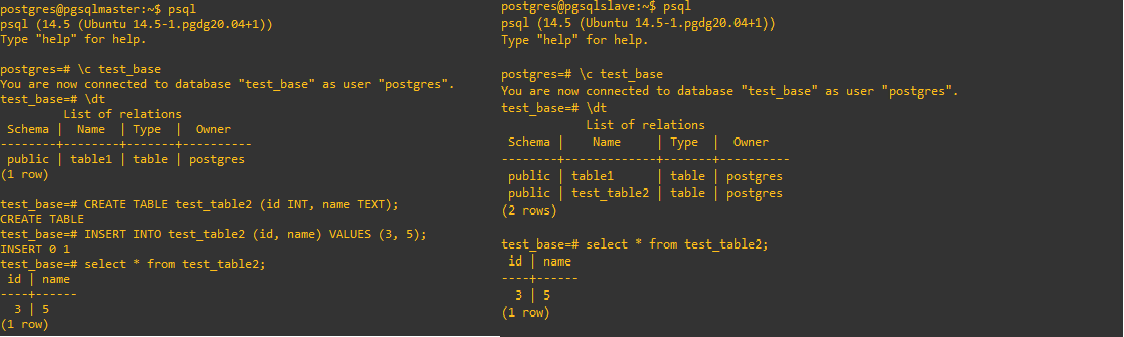 postgres@pgsqlmaster:~$ psql
psql (14.5 (Ubuntu 14.5-1.pgdg20.04+1))
Type "help" for help.

postgres=# \c test_base
You are now connected to database "test_base" as user "postgres".
test_base=# \dt
         List of relations
 Schema |  Name  | Type  |  Owner
--------+--------+-------+----------
 public | table1 | table | postgres
(1 row)

test_base=# CREATE TABLE test_table2 (id INT, name TEXT);
CREATE TABLE
test_base=# INSERT INTO test_table2 (id, name) VALUES (3, 5);
INSERT 0 1
test_base=# select * from test_table2;
 id | name
----+------
  3 | 5
(1 row)

postgres@pgsqlslave:~$ psql
psql (14.5 (Ubuntu 14.5-1.pgdg20.04+1))
Type "help" for help.

postgres=# \c test_base
You are now connected to database "test_base" as user "postgres".
test_base=# \dt
            List of relations
 Schema |    Name     | Type  |  Owner
--------+-------------+-------+----------
 public | table1      | table | postgres
 public | test_table2 | table | postgres
(2 rows)

test_base=# select * from test_table2;
 id | name
----+------
  3 | 5
(1 row)